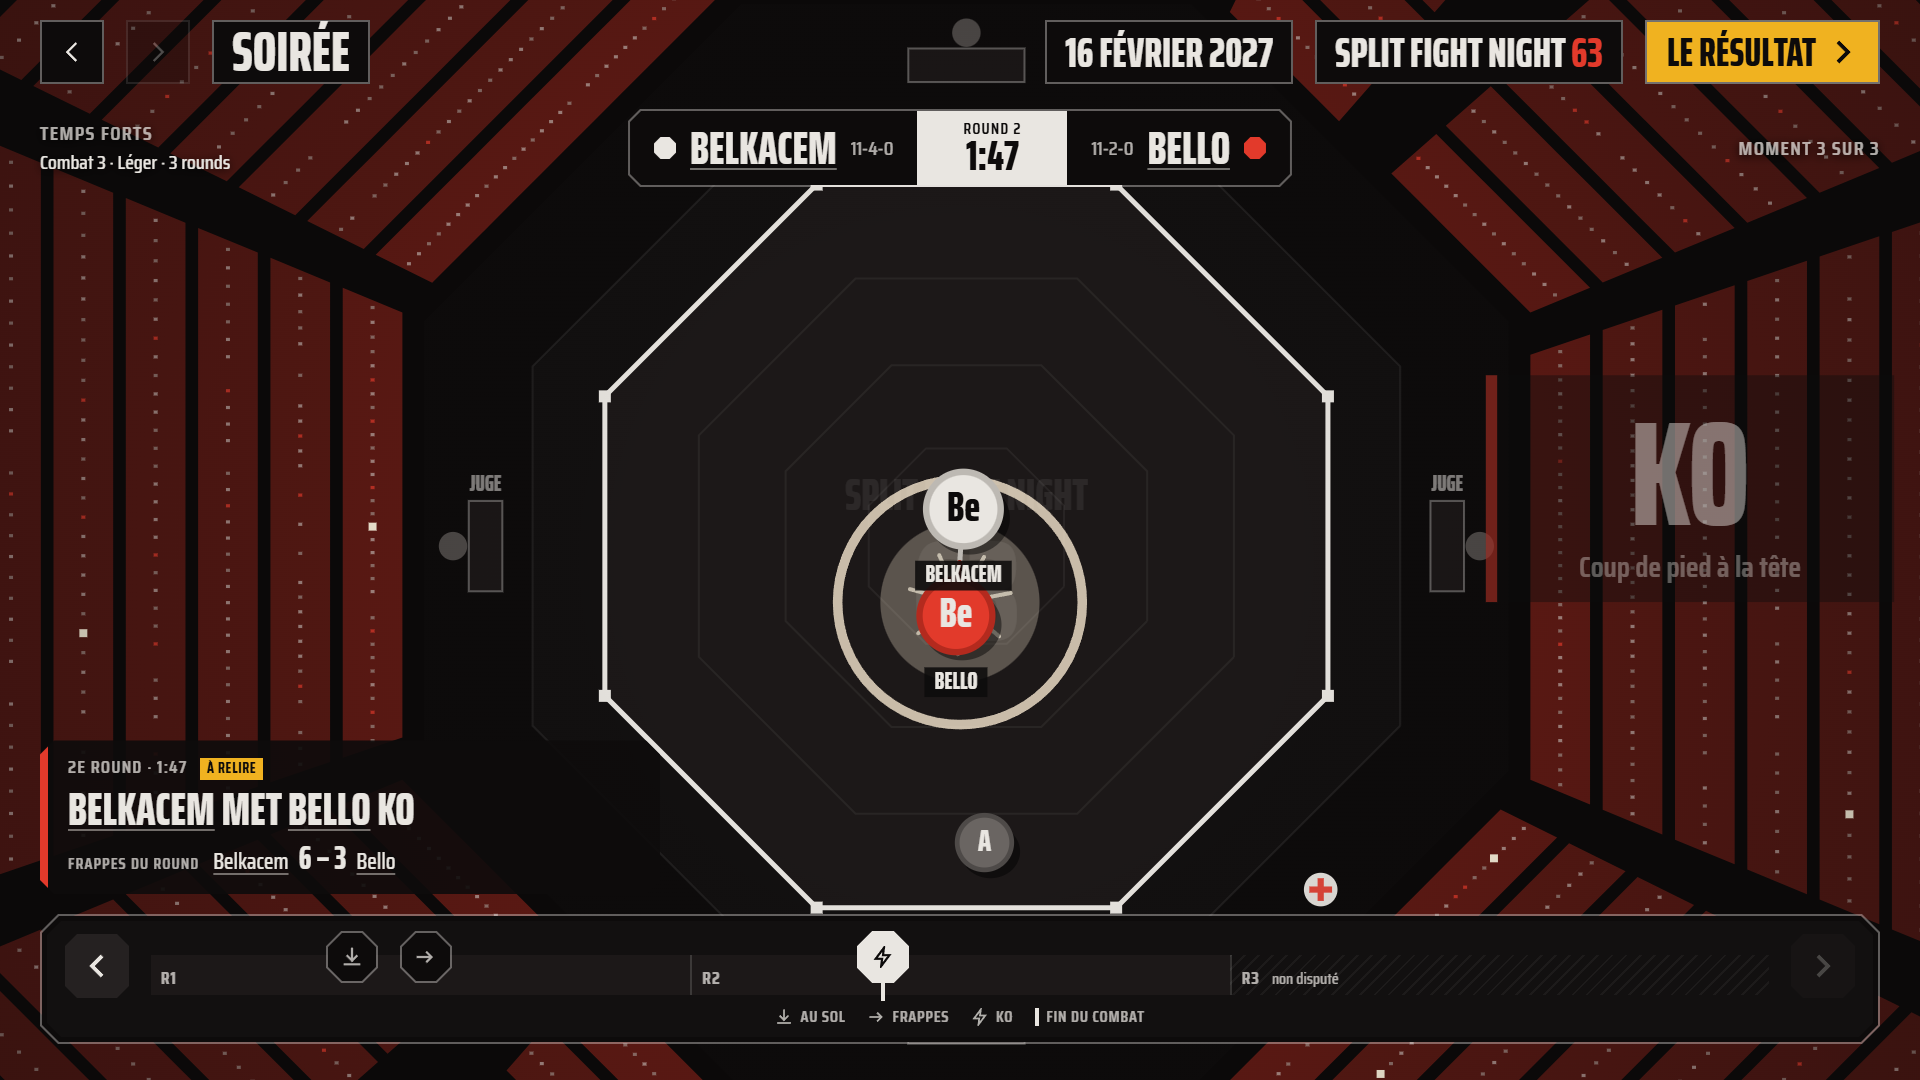 SOIRÉE
16 FÉVRIER 2027
SPLIT FIGHT NIGHT 63
LE RÉSULTAT
TEMPS FORTS
Combat 3 · Léger · 3 rounds
BELKACEM 11-4-0
ROUND 2
1:47
11-2-0 BELLO
MOMENT 3 SUR 3
JUGE
JUGE
KO
Coup de pied à la tête
SPLIT NIGHT
Be
BELKACEM
Be
BELLO
A
2E ROUND · 1:47 À RELIRE
BELKACEM MET BELLO KO
FRAPPES DU ROUND Belkacem 6 – 3 Bello
R1
R2
R3 non disputé
AU SOL FRAPPES KO FIN DU COMBAT